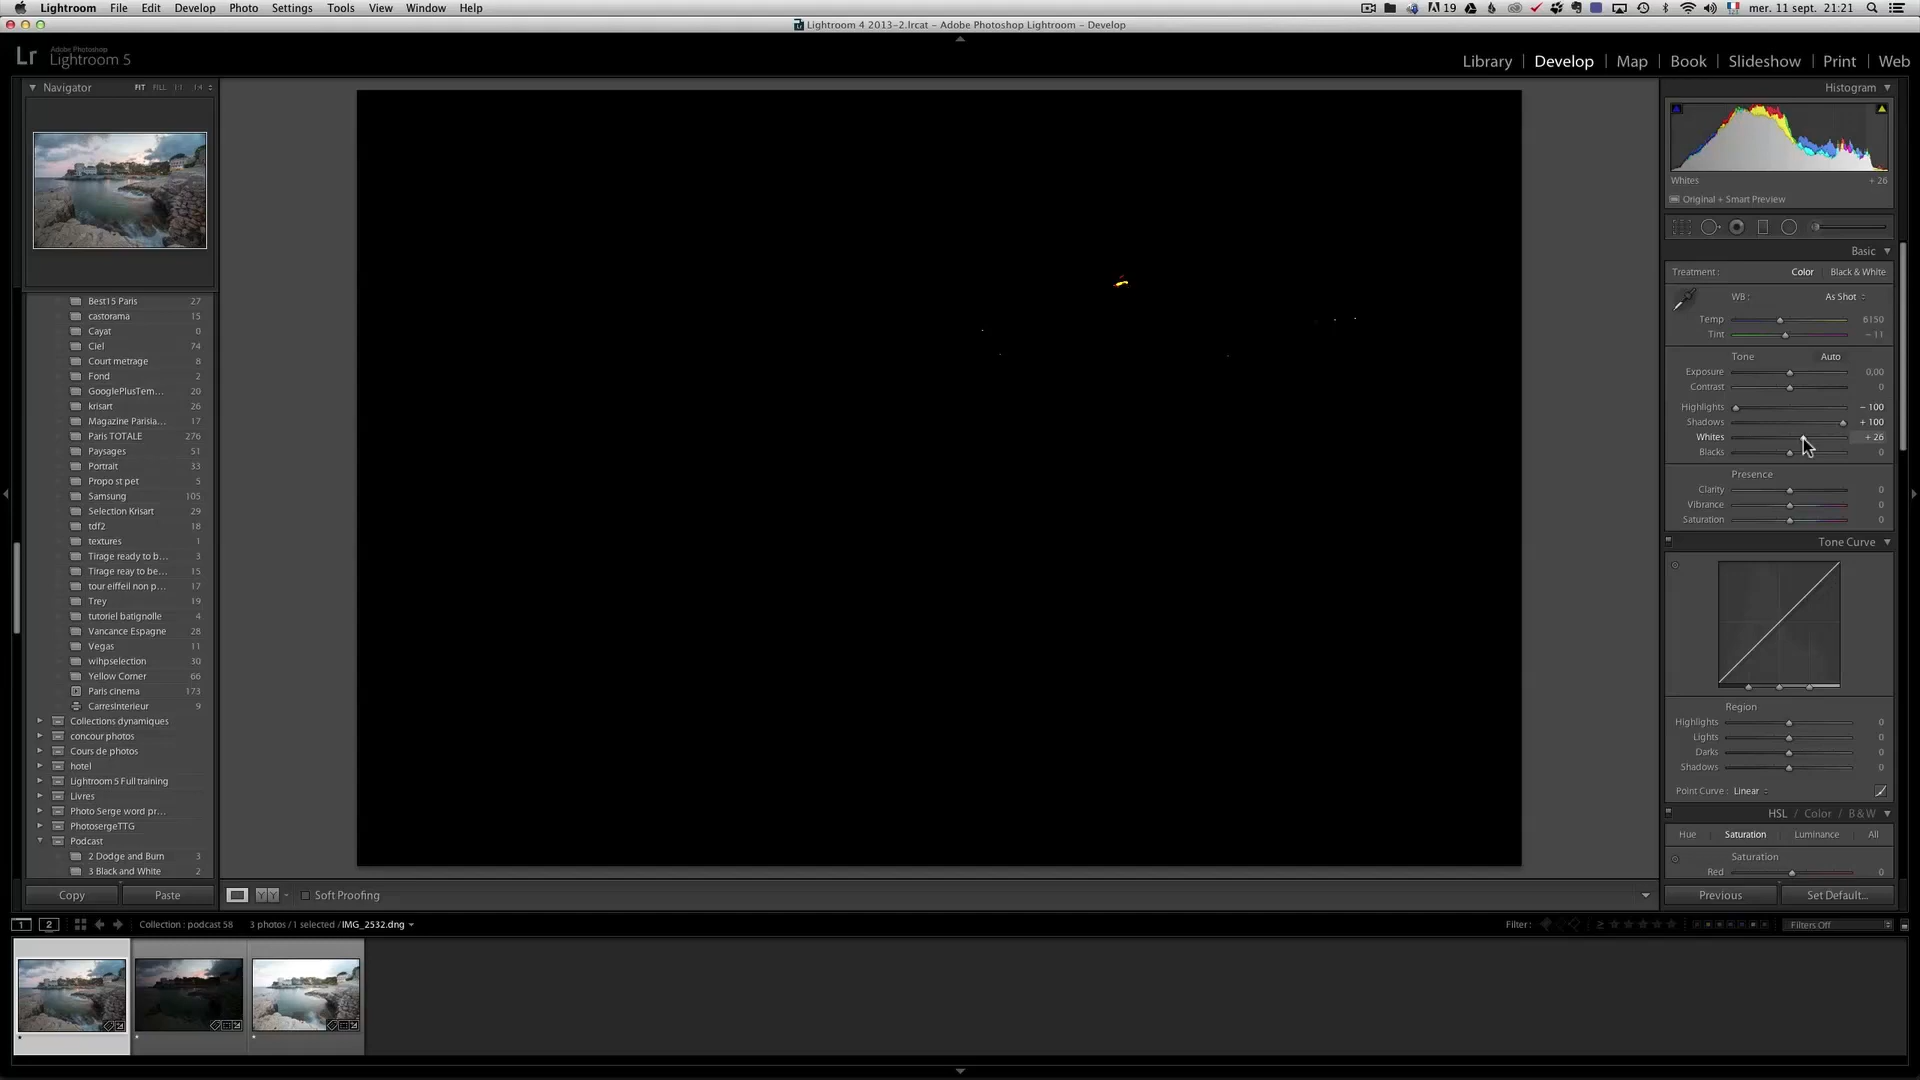 Lightroom File Edit Develop Photo Settings Tools View Window Help 19 mer. 11 sept. 21:21
Lightroom 4 2013-2.lrcat – Adobe Photoshop Lightroom – Develop
Lr Adobe Photoshop
Lightroom 5
Library | Develop | Map | Book | Slideshow | Print | Web
Navigator FIT FILL 1:1
Best15 Paris 27
castorama 15
Cayat 0
Ciel 74
Court metrage 8
Fond 2
GooglePlusTem... 20
krisart 26
Magazine Parisia... 17
Paris TOTALE 276
Paysages 51
Portrait 33
Propo st pet 5
Samsung 105
Selection Krisart 29
tdf2 18
textures 1
Tirage ready to b... 3
Tirage reay to be... 15
tour eiffeil non p... 17
Trey 19
tutoriel batignolle 4
Vancance Espagne 28
Vegas 11
wihpselection 30
Yellow Corner 66
Paris cinema 173
Carresinterieur 9
Collections dynamiques
concour photos
Cours de photos
hotel
Lightroom 5 Full training
Livres
Photo Serge word pr...
PhotosergeTTG
Podcast
2 Dodge and Burn 3
3 Black and White 2
Copy Paste
Soft Proofing
Histogram
Whites + 26
Original + Smart Preview
Basic
Treatment : Color Black & White
WB : As Shot
Temp 6150
Tint – 11
Tone Auto
Exposure 0,00
Contrast 0
Highlights – 100
Shadows + 100
Whites + 26
Blacks 0
Presence
Clarity 0
Vibrance 0
Saturation 0
Tone Curve
Region
Highlights 0
Lights 0
Darks 0
Shadows 0
Point Curve : Linear
HSL / Color / B & W
Hue Saturation Luminance All
Saturation
Red 0
Previous Set Default...
1 2 Collection : podcast 58 3 photos / 1 selected / IMG_2532.dng Filter : Filters Off